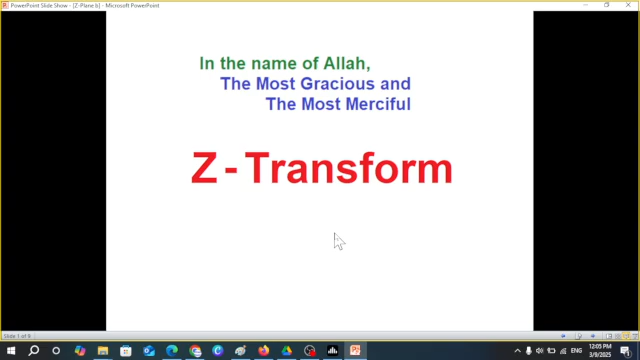 PowerPoint Slide Show - [Z-Plane b] - Microsoft PowerPoint
In the name of Allah,
The Most Gracious and
The Most Merciful
Z - Transform
Slide 1 of 9
ENG
12:05 PM
3/9/2025